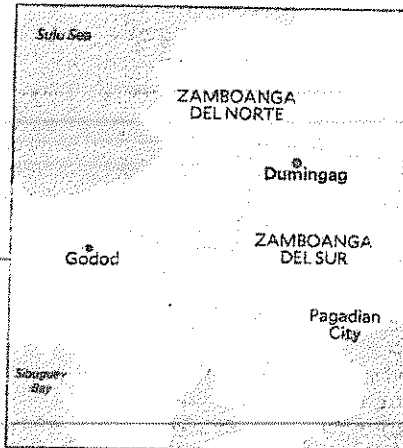 Sulu Sea
ZAMBOANGA
DEL NORTE
Dumingag
Godod
ZAMBOANGA
DEL SUR
Pagadian
City
Sibuguey
Bay